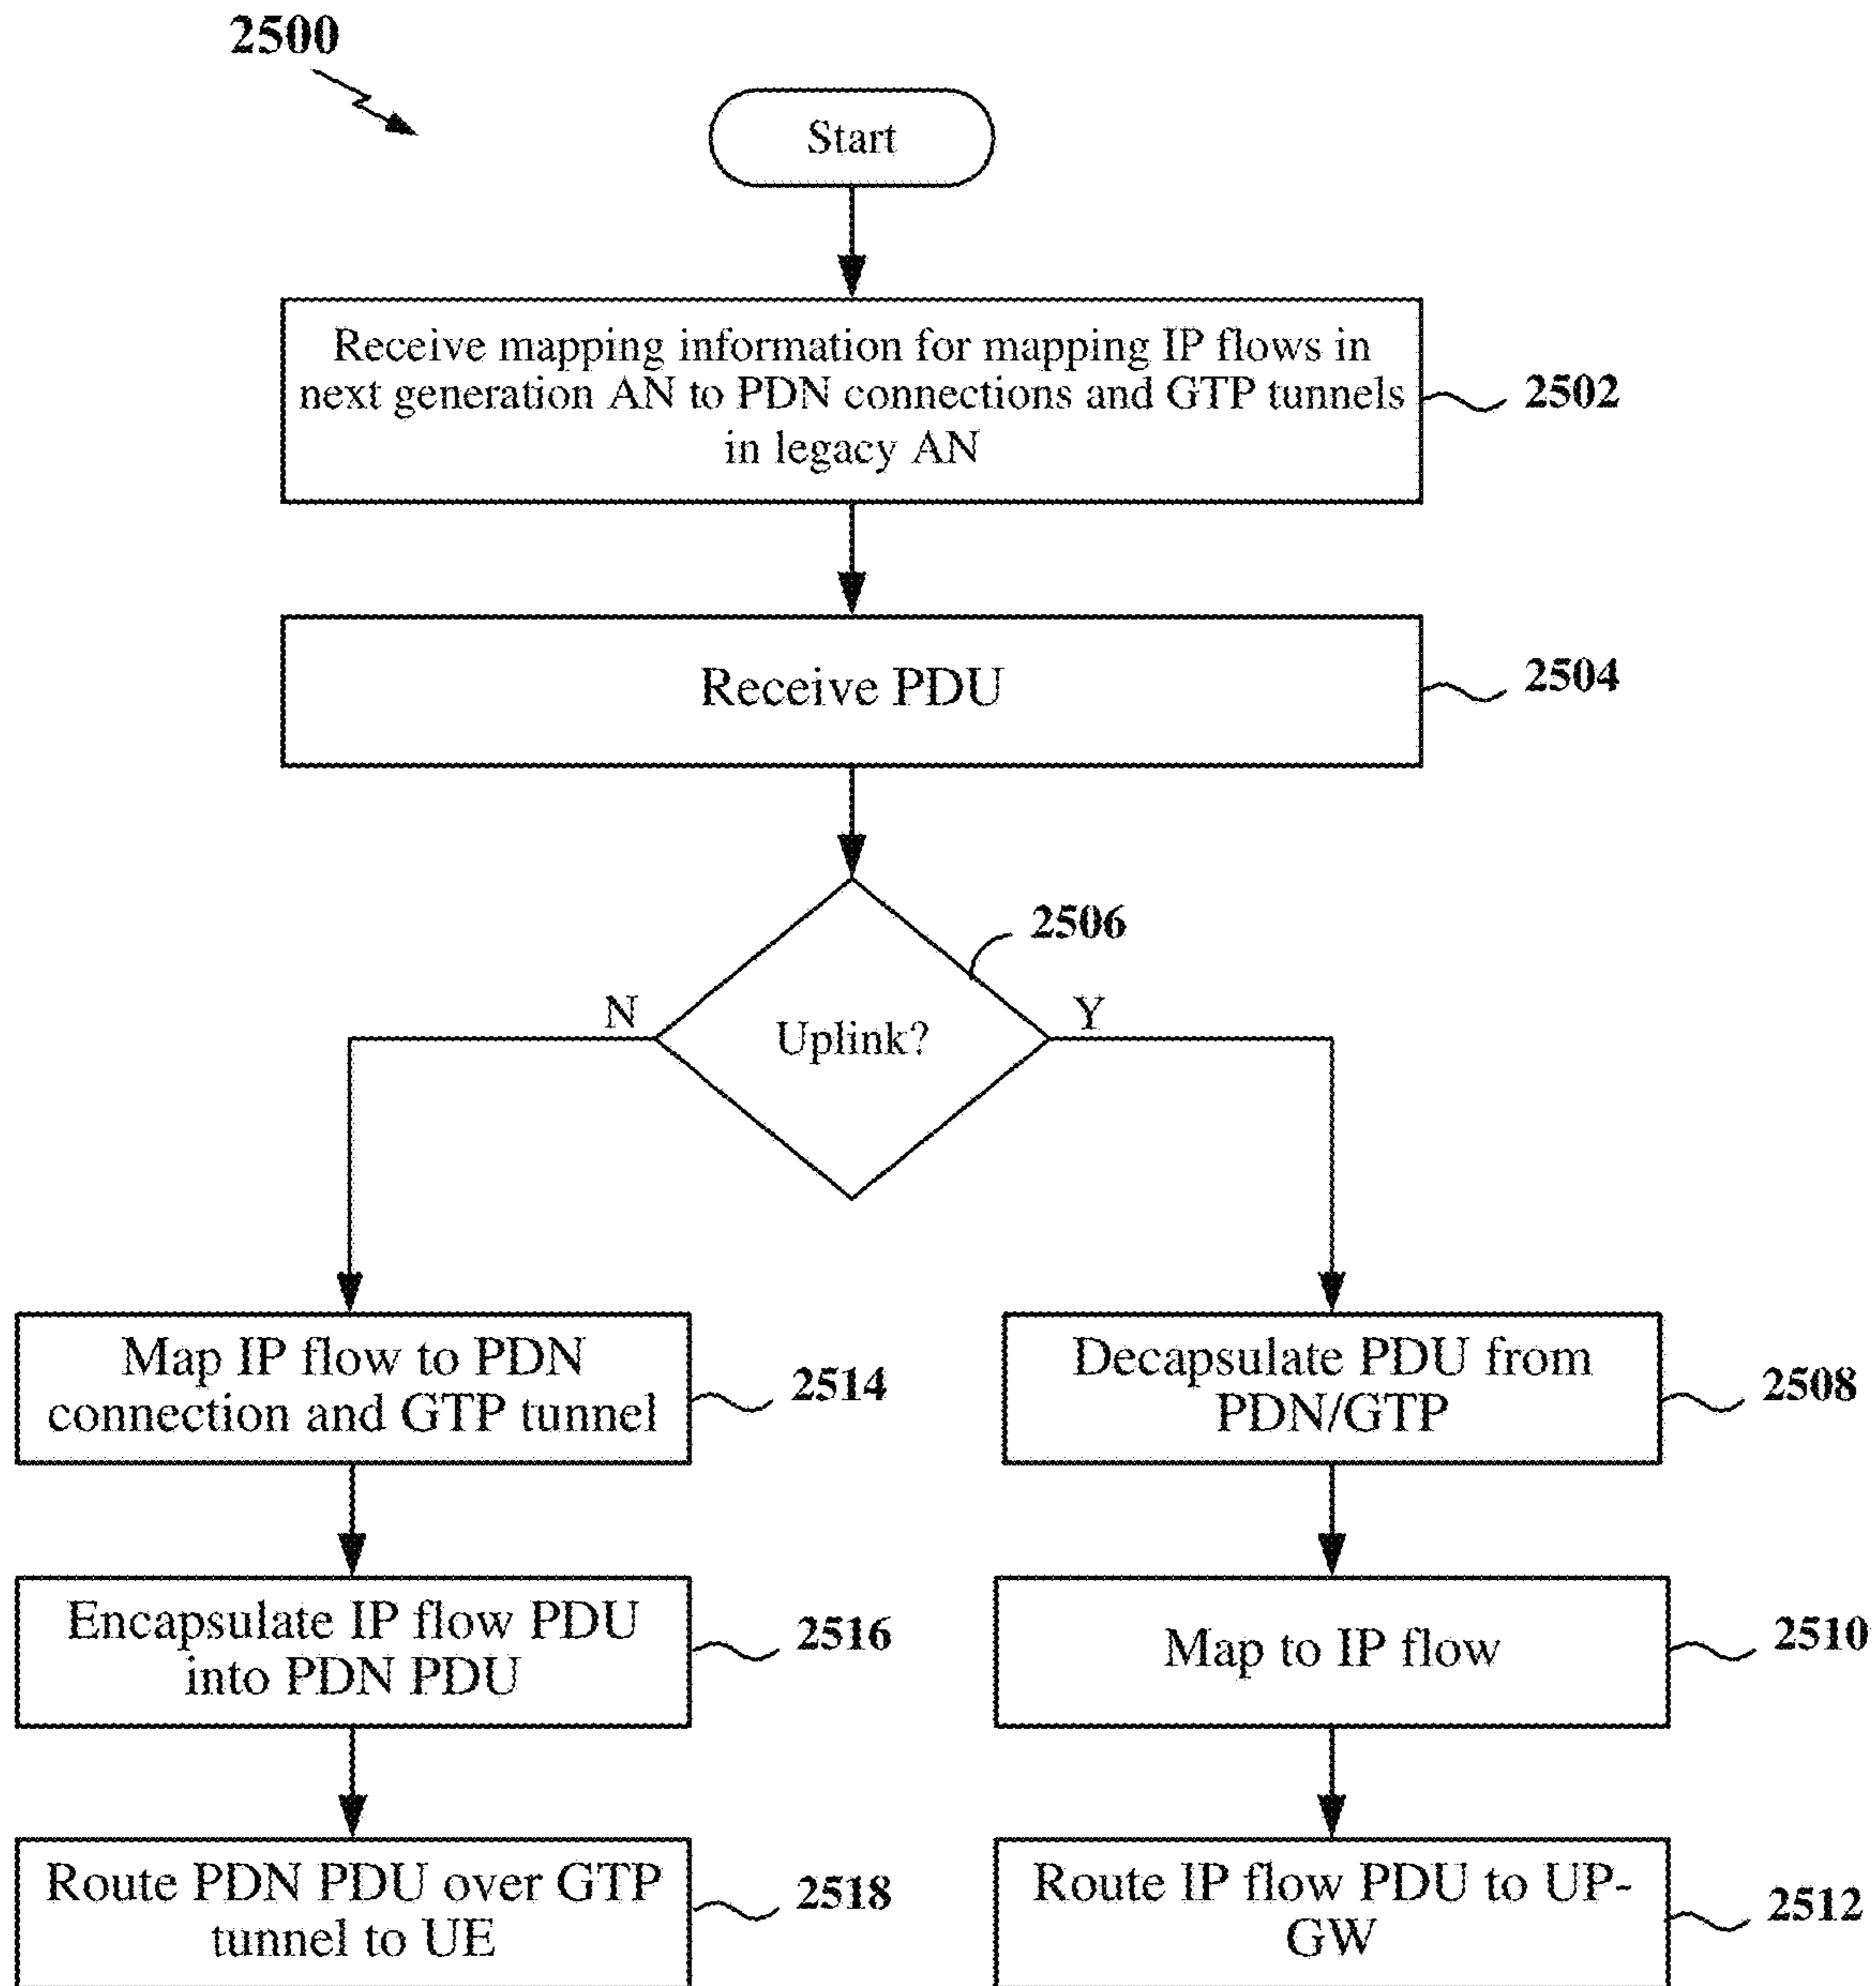 2500
Start
Receive mapping information for mapping IP flows in
next generation AN to PDN connections and GTP tunnels
in legacy AN
2502
Receive PDU
2504
2506
N
Uplink?
Y
Map IP flow to PDN
connection and GTP tunnel
2514
Decapsulate PDU from
PDN/GTP
2508
Encapsulate IP flow PDU
into PDN PDU
2516
Map to IP flow
2510
Route PDN PDU over GTP
tunnel to UE
2518
Route IP flow PDU to UP-
GW
2512